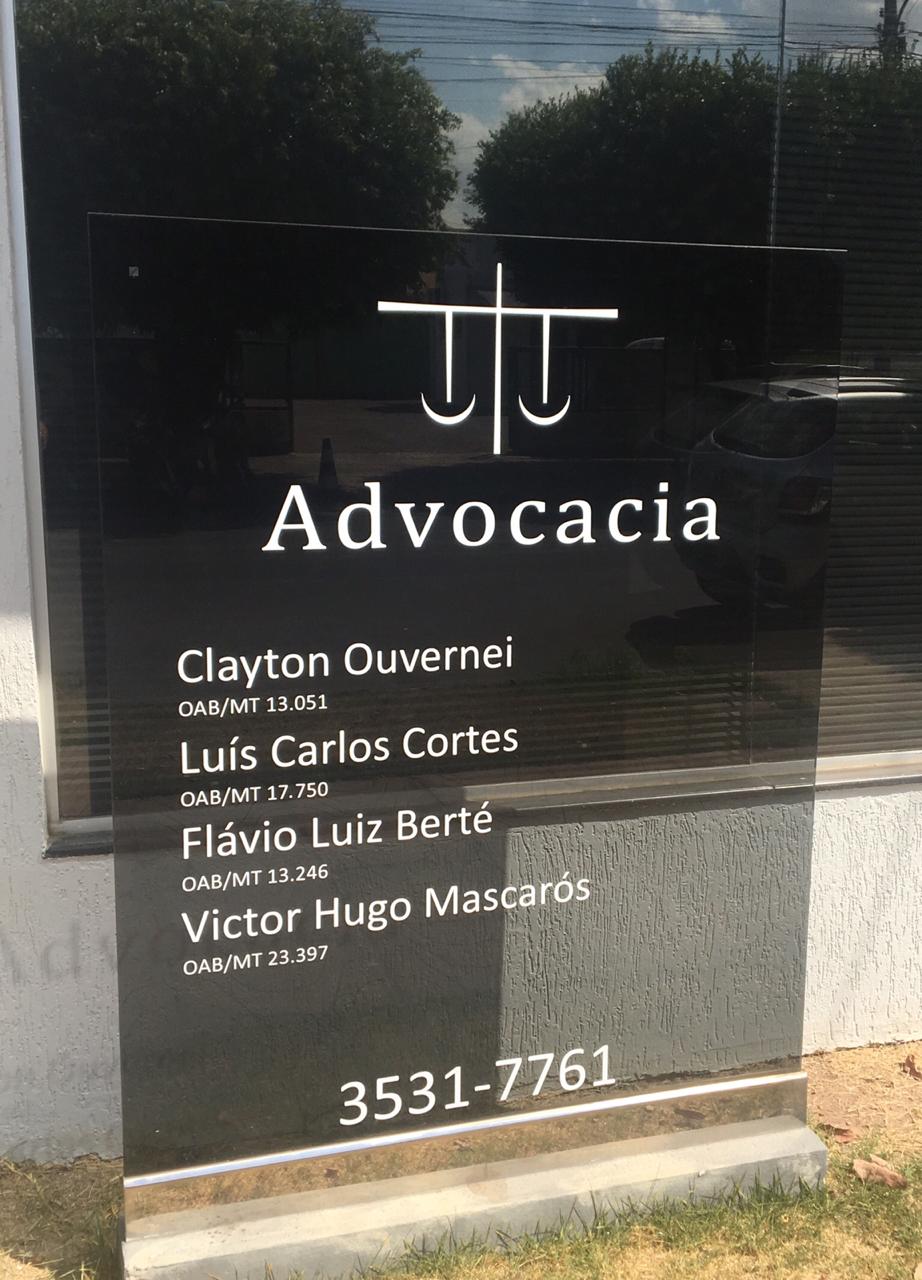 Advocacia
Clayton Ouvernei
OAB/MT 13.051
Luís Carlos Cortes
OAB/MT 17.750
Flávio Luiz Berté
OAB/MT 13.246
Victor Hugo Mascarós
OAB/MT 23.397
3531-7761